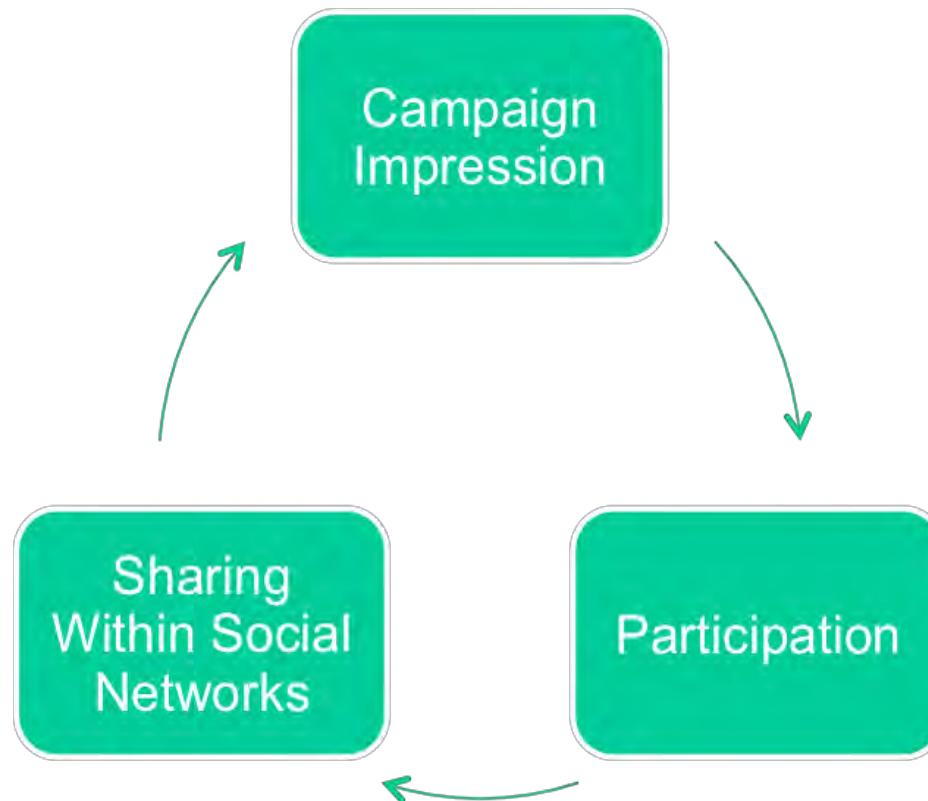 Campaign
Impression
Participation
Sharing
Within Social
Networks